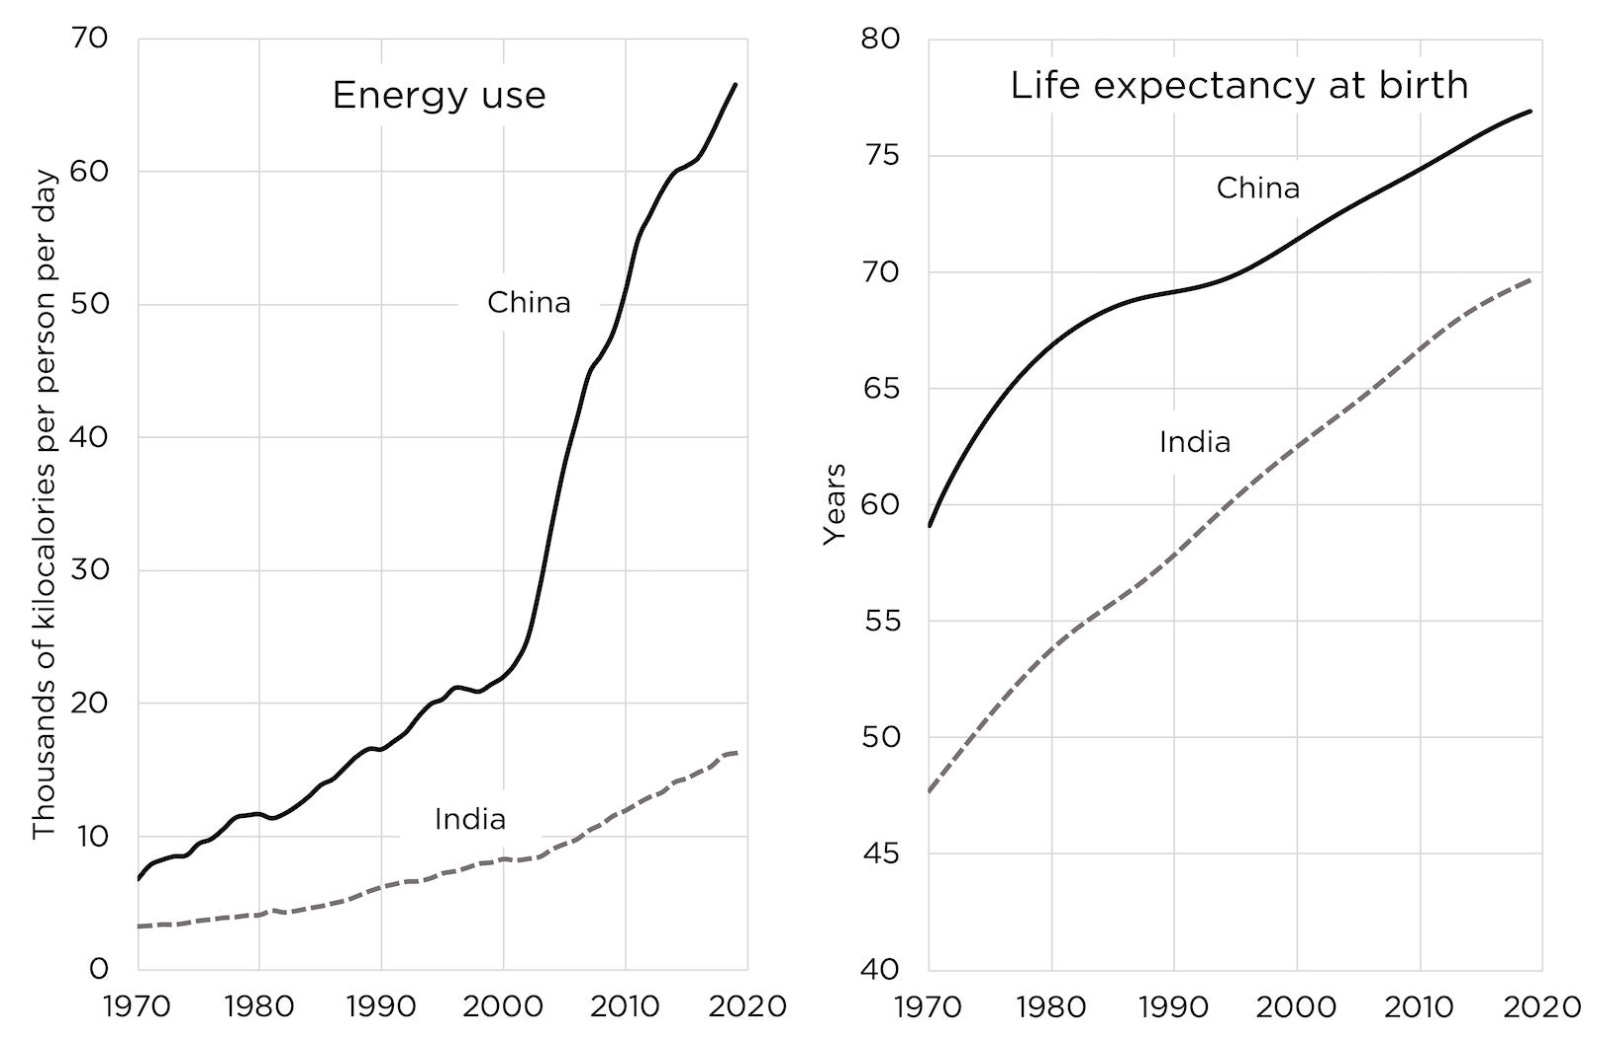 Energy use
Thousands of kilocalories per person per day
70
60
50
40
30
20
10
0
China
India
1970 1980 1990 2000 2010 2020
Life expectancy at birth
Years
80
75
70
65
60
55
50
45
40
China
India
1970 1980 1990 2000 2010 2020